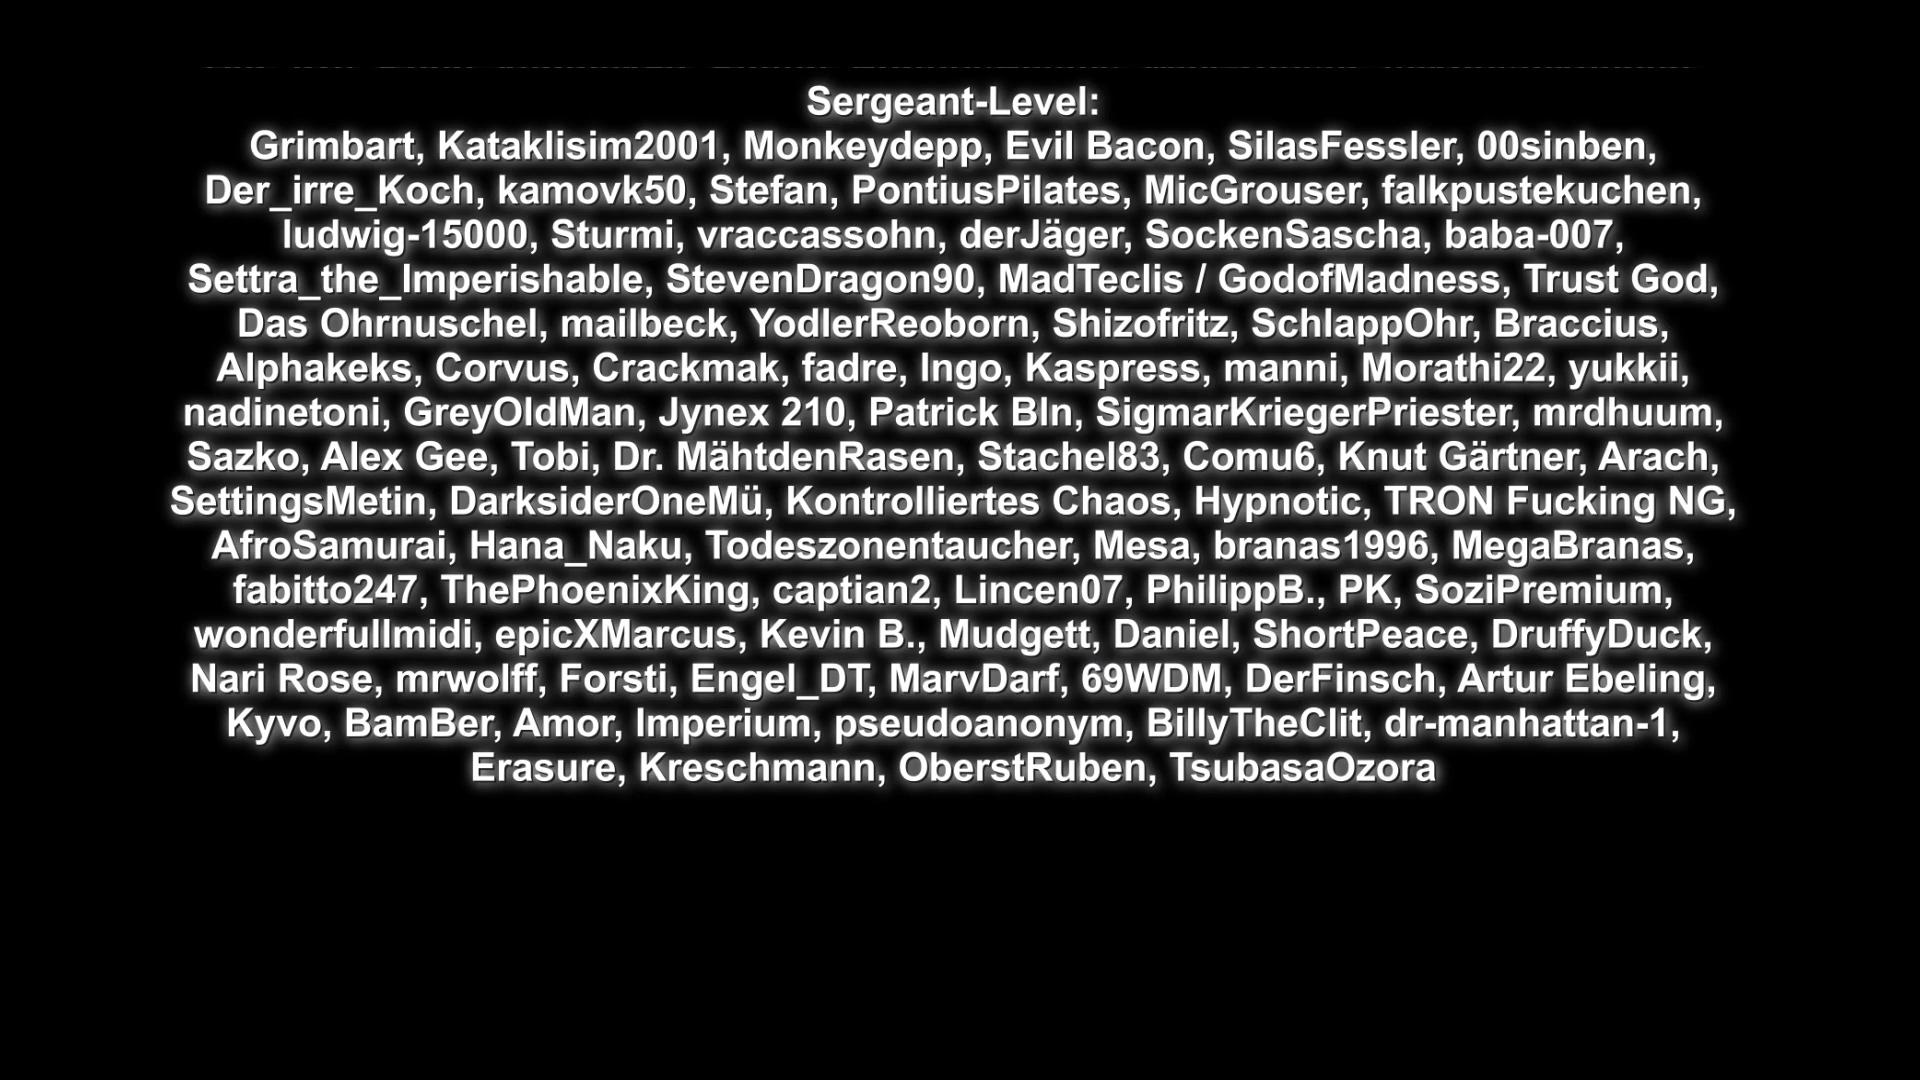 Sergeant-Level:
Grimbart, Kataklisim2001, Monkeydepp, Evil Bacon, SilasFessler, 00sinben,
Der_irre_Koch, kamovk50, Stefan, PontiusPilates, MicGrouser, falkpustekuchen,
ludwig-15000, Sturmi, vraccassohn, derJäger, SockenSascha, baba-007,
Settra_the_Imperishable, StevenDragon90, MadTeclis / GodofMadness, Trust God,
Das Ohrnuschel, mailbeck, YodlerReoborn, Shizofritz, SchlappOhr, Braccius,
Alphakeks, Corvus, Crackmak, fadre, Ingo, Kaspress, manni, Morathi22, yukkii,
nadinetoni, GreyOldMan, Jynex 210, Patrick Bln, SigmarKriegerPriester, mrdhuum,
Sazko, Alex Gee, Tobi, Dr. MähtdenRasen, Stachel83, Comu6, Knut Gärtner, Arach,
SettingsMetin, DarksiderOneMü, Kontrolliertes Chaos, Hypnotic, TRON Fucking NG,
AfroSamurai, Hana_Naku, Todeszonentaucher, Mesa, branas1996, MegaBranas,
fabitto247, ThePhoenixKing, captian2, Lincen07, PhilippB., PK, SoziPremium,
wonderfullmidi, epicXMarcus, Kevin B., Mudgett, Daniel, ShortPeace, DruffyDuck,
Nari Rose, mrwolff, Forsti, Engel_DT, MarvDarf, 69WDM, DerFinsch, Artur Ebeling,
Kyvo, BamBer, Amor, Imperium, pseudoanonym, BillyTheClit, dr-manhattan-1,
Erasure, Kreschmann, OberstRuben, TsubasaOzora